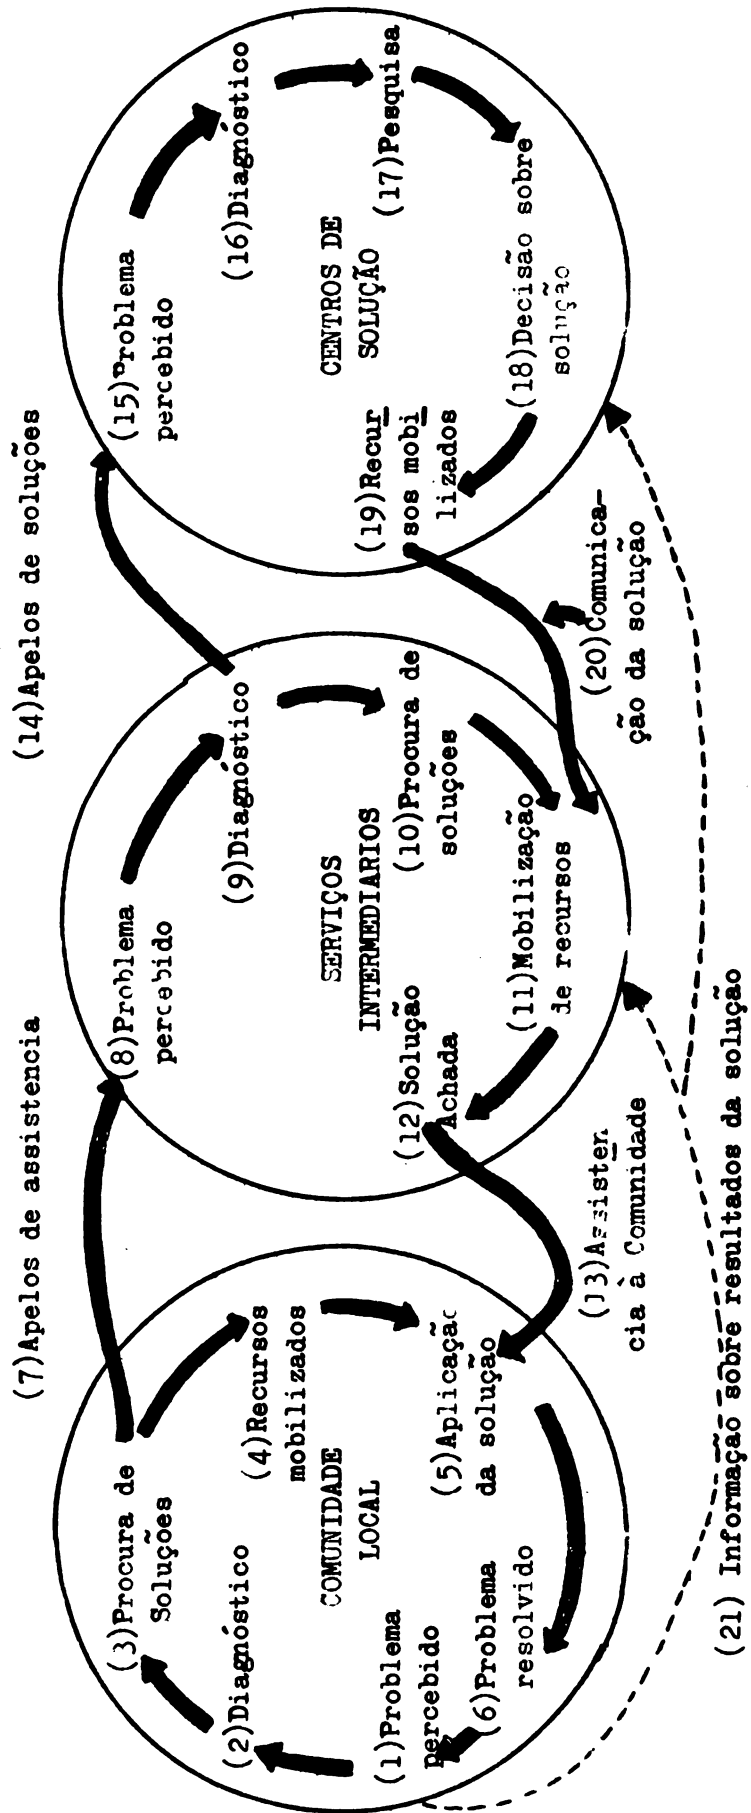 (7)Apelos de assistencia
(14)Apelos de soluções
(3)Procura de
Soluções
(2)Diagnóstico
(4)Recursos
mobilizados
COMUNIDADE
LOCAL
(1)Problema
percebido
(5)Aplicação
da solução
(6)Problema
resolvido
(8)Problema
percebido
(9)Diagnóstico
SERVIÇOS
INTERMEDIARIOS
(10)Procura de
soluções
(12)Solução
Achada
(11)Mobilização
de recursos
(13)Assisten
cia à Comunidade
(15)Problema
percebido
(16)Diagnóstico
CENTROS DE
SOLUÇÃO
(17)Pesquisa
(19)Recur
sos mobi
lizados
(18)Decisão sobre
solução
(20)Comunica-
ção da solução
(21) Informação sobre resultados da solução